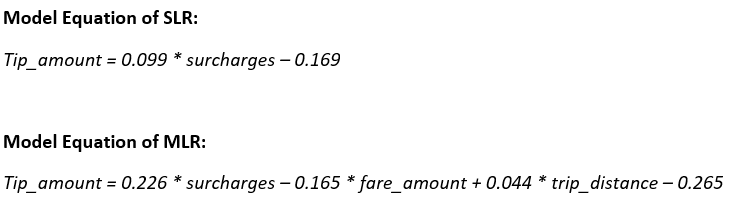 Model Equation of SLR:
Tip_amount = 0.099 * surcharges – 0.169
Model Equation of MLR:
Tip_amount = 0.226 * surcharges – 0.165 * fare_amount + 0.044 * trip_distance – 0.265